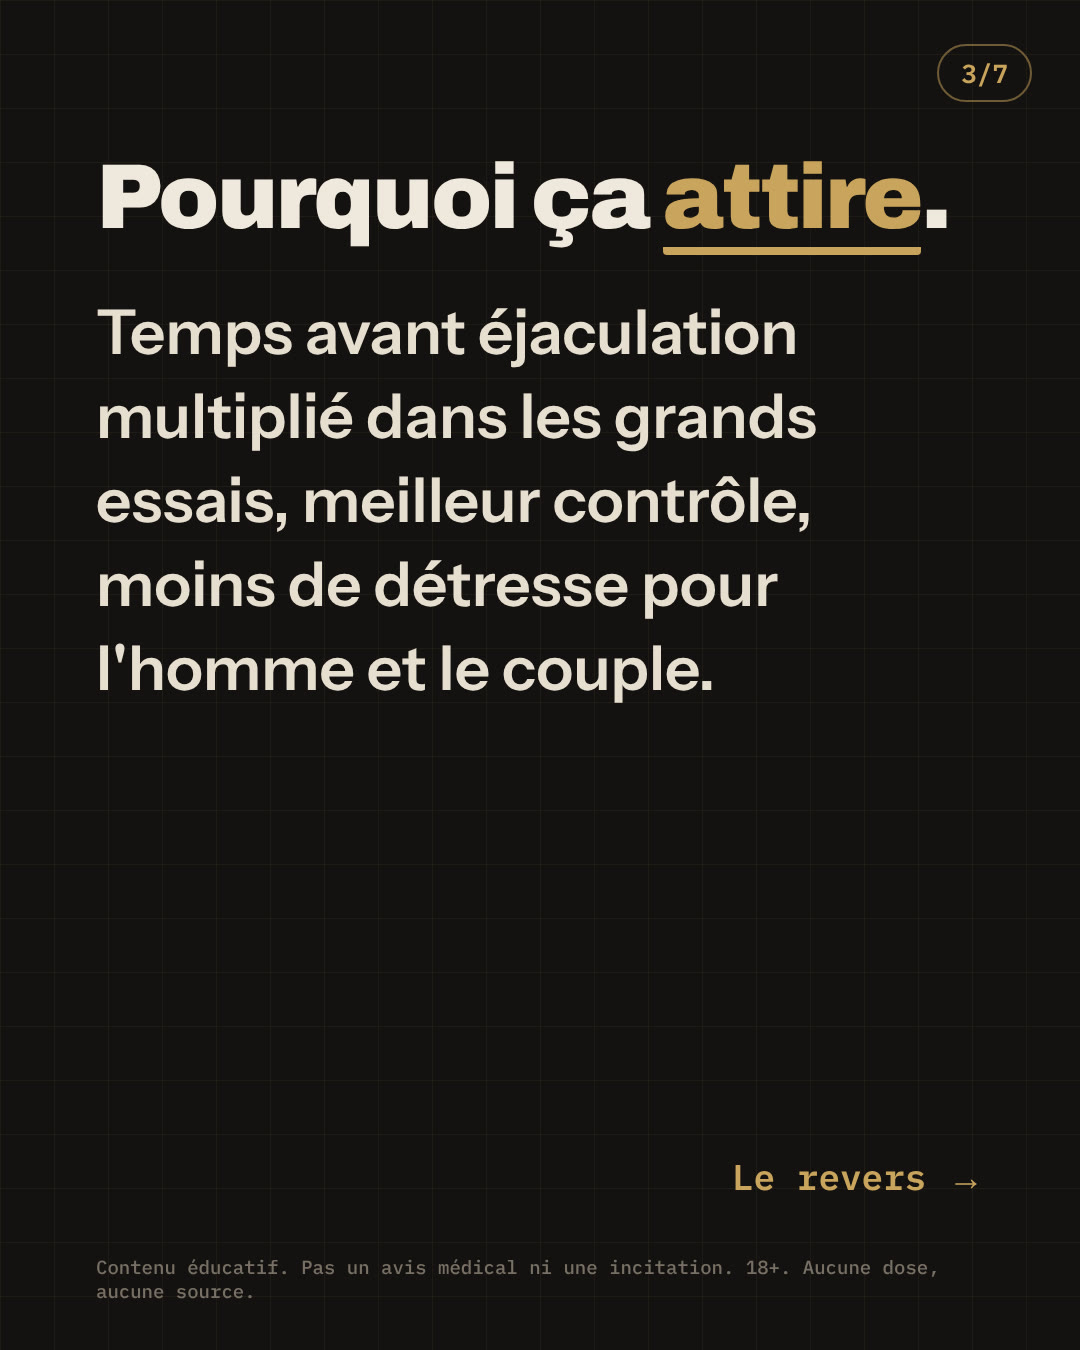 3/7
Pourquoi ça attire.
Temps avant éjaculation
multiplié dans les grands
essais, meilleur contrôle,
moins de détresse pour
l'homme et le couple.
Le revers →
Contenu éducatif. Pas un avis médical ni une incitation. 18+. Aucune dose,
aucune source.